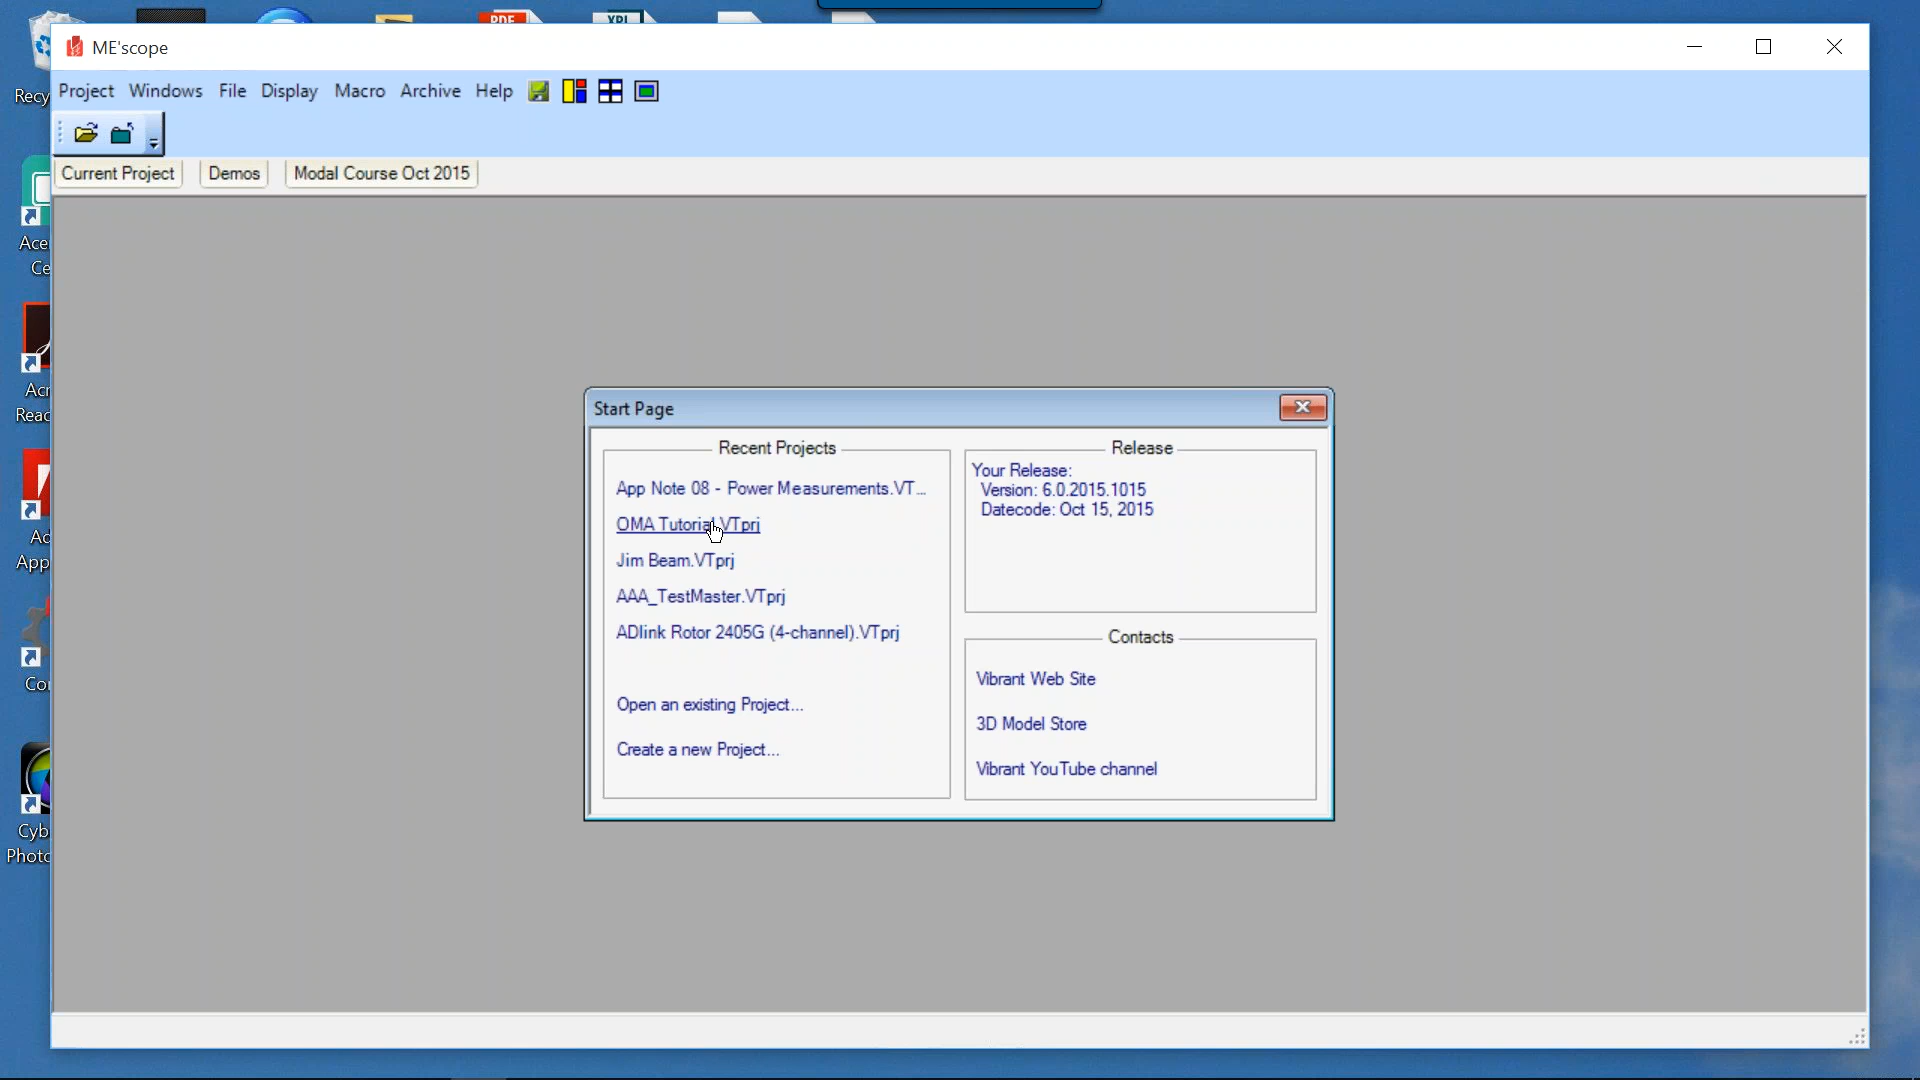 PDF
XPL
ME'scope
Project Windows File Display Macro Archive Help
Recy
Current Project Demos Modal Course Oct 2015
Ace
Ce
Acr
Reac
Ad
App
Co
Cyb
Photo
Start Page
Recent Projects
App Note 08 - Power Measurements.VT...
OMA Tutorial.VTprj
Jim Beam.VTprj
AAA_TestMaster.VTprj
ADlink Rotor 2405G (4-channel).VTprj
Open an existing Project...
Create a new Project...
Release
Your Release:
Version: 6.0.2015.1015
Datecode: Oct 15, 2015
Contacts
Vibrant Web Site
3D Model Store
Vibrant YouTube channel